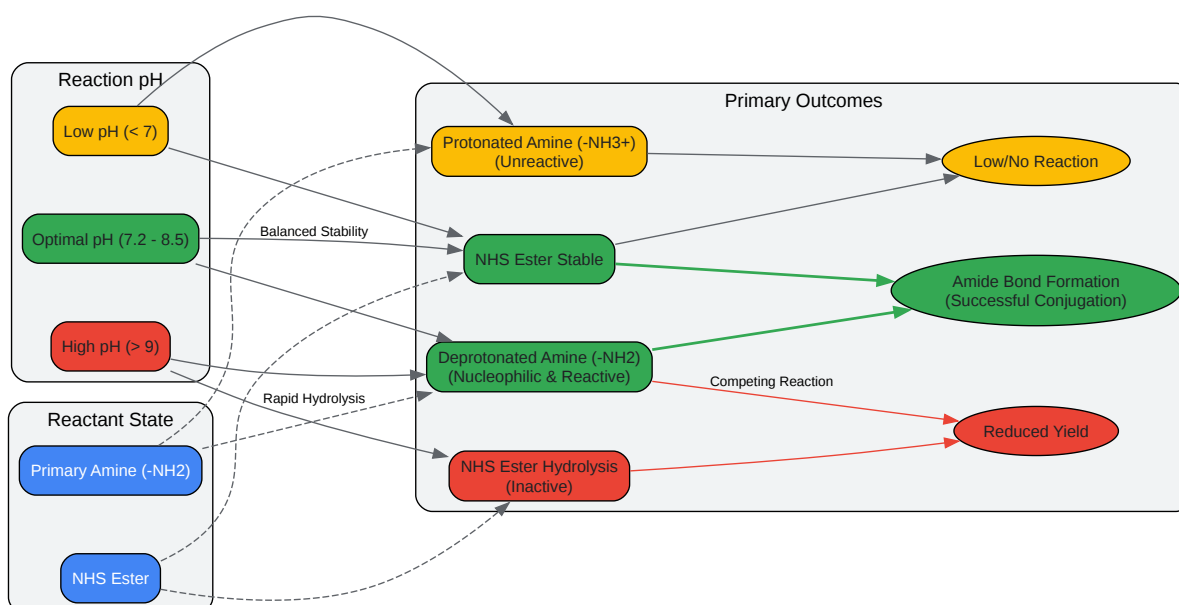 Reaction pH
Low pH (< 7)
Optimal pH (7.2 - 8.5)
High pH (> 9)
Reactant State
Primary Amine (-NH2)
NHS Ester
Balanced Stability
Rapid Hydrolysis
Primary Outcomes
Protonated Amine (-NH3+)
(Unreactive)
NHS Ester Stable
Deprotonated Amine (-NH2)
(Nucleophilic & Reactive)
NHS Ester Hydrolysis
(Inactive)
Competing Reaction
Low/No Reaction
Amide Bond Formation
(Successful Conjugation)
Reduced Yield